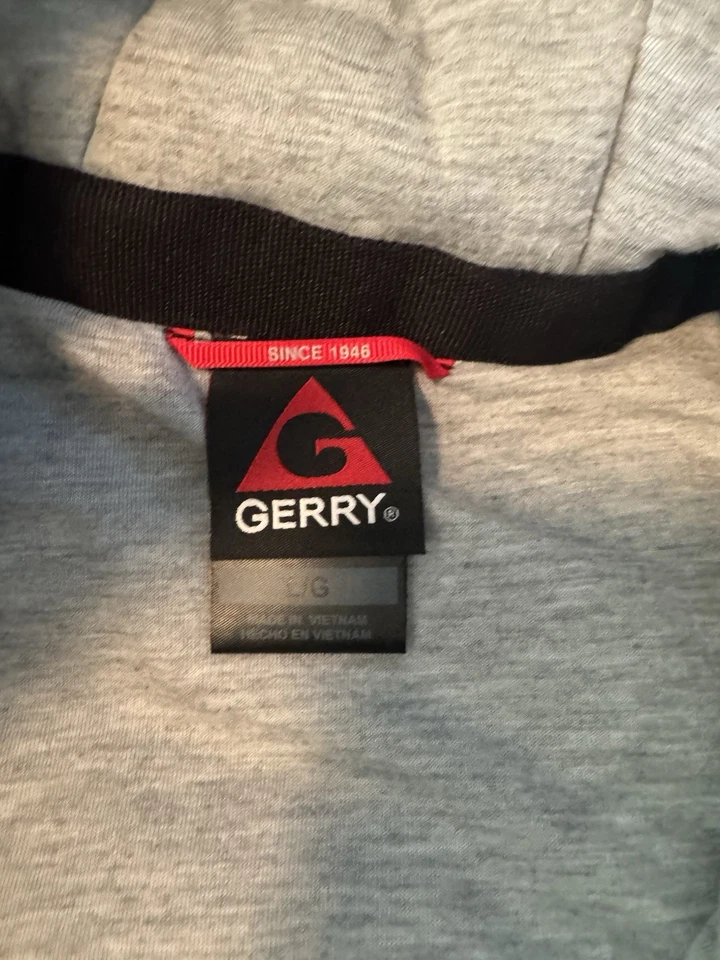 SINCE 1946
G
GERRY®
L/G
MADE IN VIETNAM
HECHO EN VIETNAM